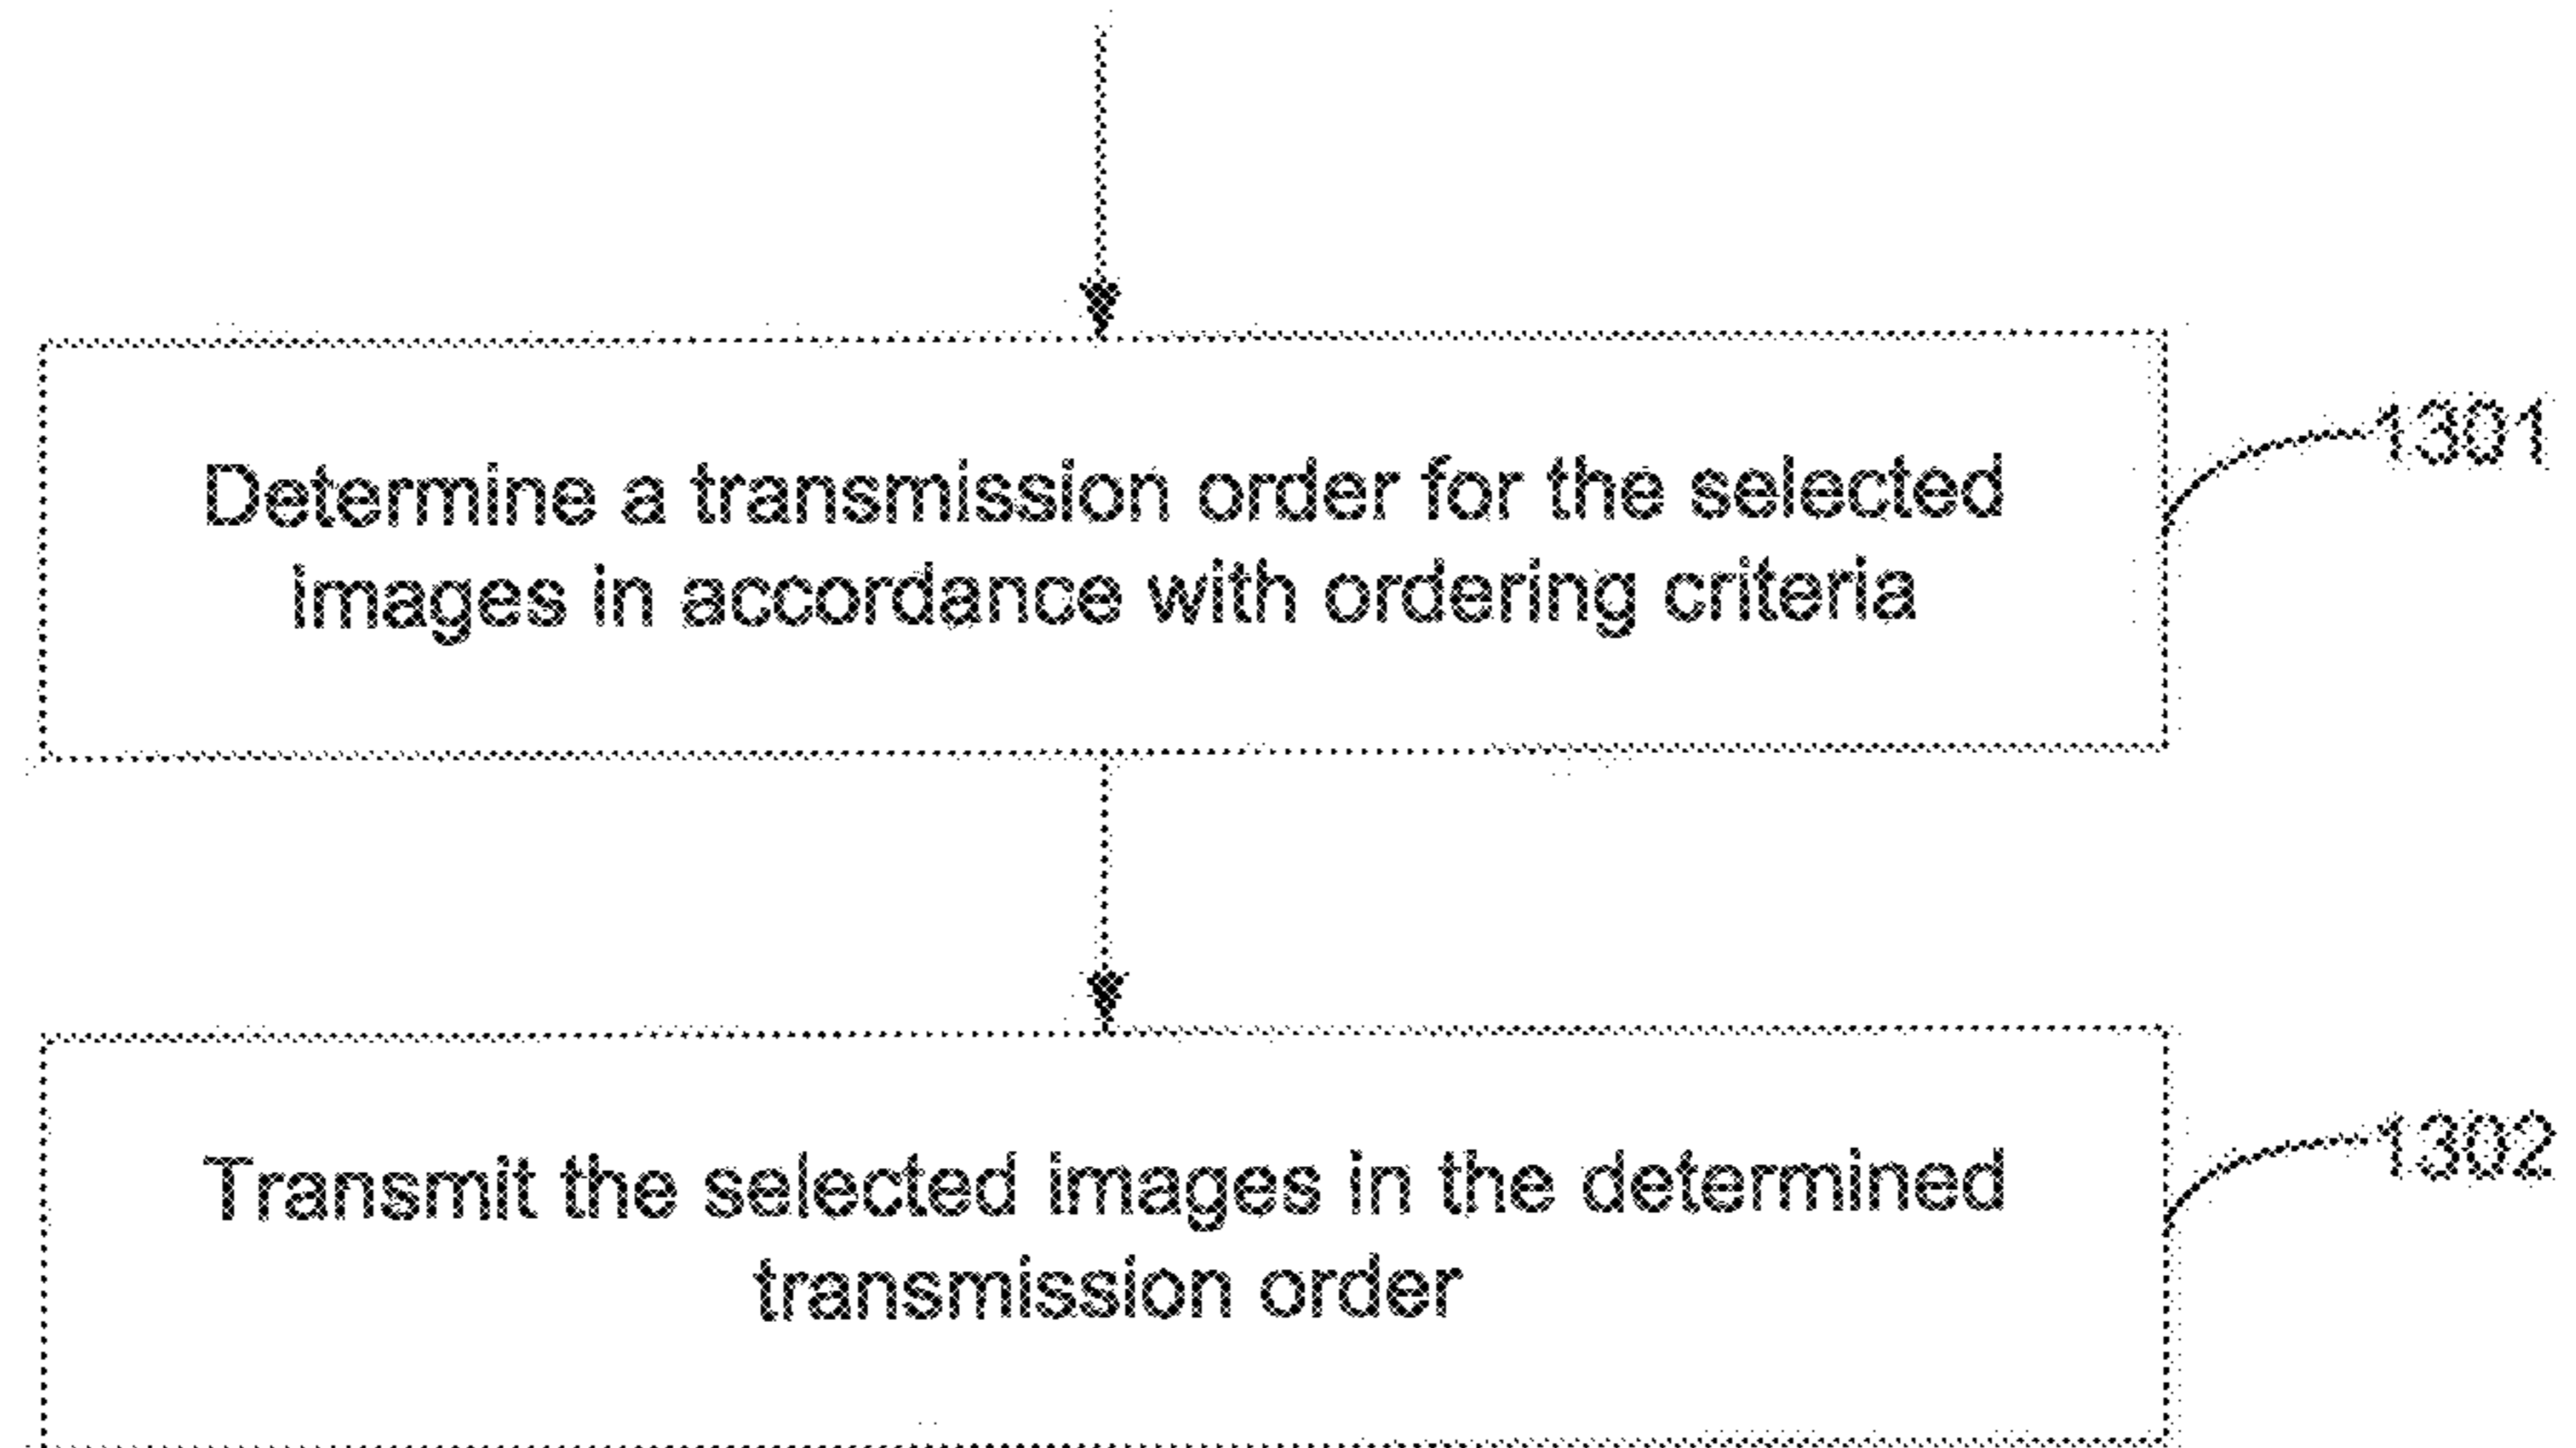 Determine a transmission order for the selected
images in accordance with ordering criteria
1301
Transmit the selected images in the determined
transmission order
1302